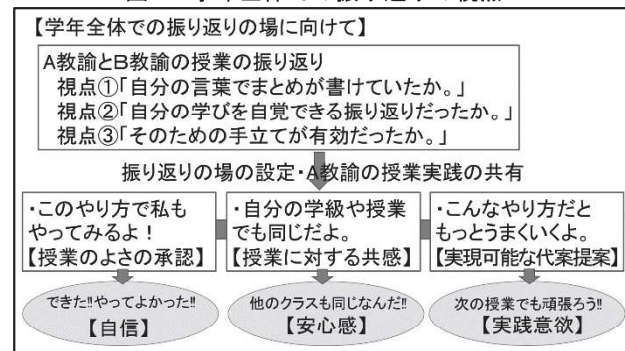 【学年全体での振り返りの場に向けて】
A教諭とB教諭の授業の振り返り
視点①「自分の言葉でまとめが書けていたか。」
視点②「自分の学びを自覚できる振り返りだったか。」
視点③「そのための手立てが有効だったか。」
振り返りの場の設定・A教諭の授業実践の共有
・このやり方で私も
やってみるよ！
【授業のよさの承認】
・自分の学級や授業
でも同じだよ。
【授業に対する共感】
・こんなやり方だと
もっとうまくいくよ。
【実現可能な代案提案】
できた!!やってよかった!!
【自信】
他のクラスも同じなんだ!!
【安心感】
次の授業でも頑張ろう!!
【実践意欲】